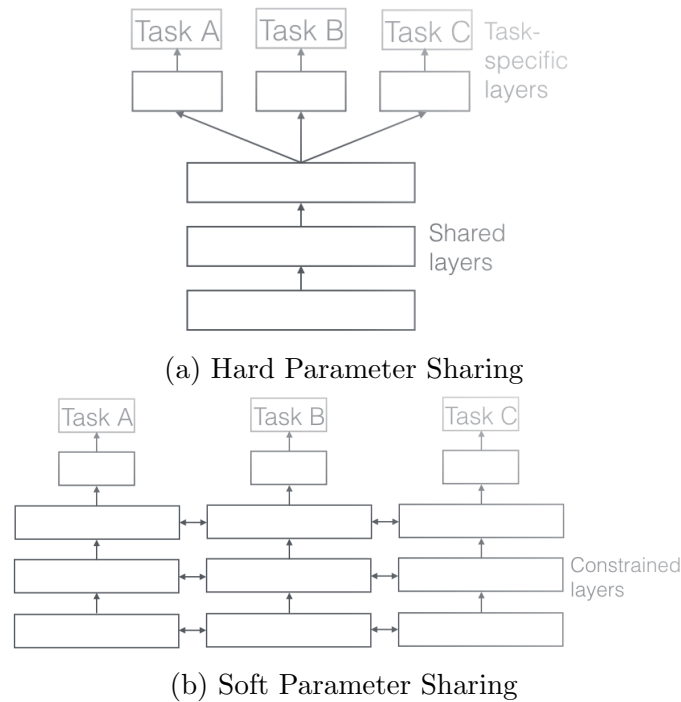 Task A
Task B
Task C
Task-
specific
layers
Shared
layers
(a) Hard Parameter Sharing
Task A
Task B
Task C
Constrained
layers
(b) Soft Parameter Sharing